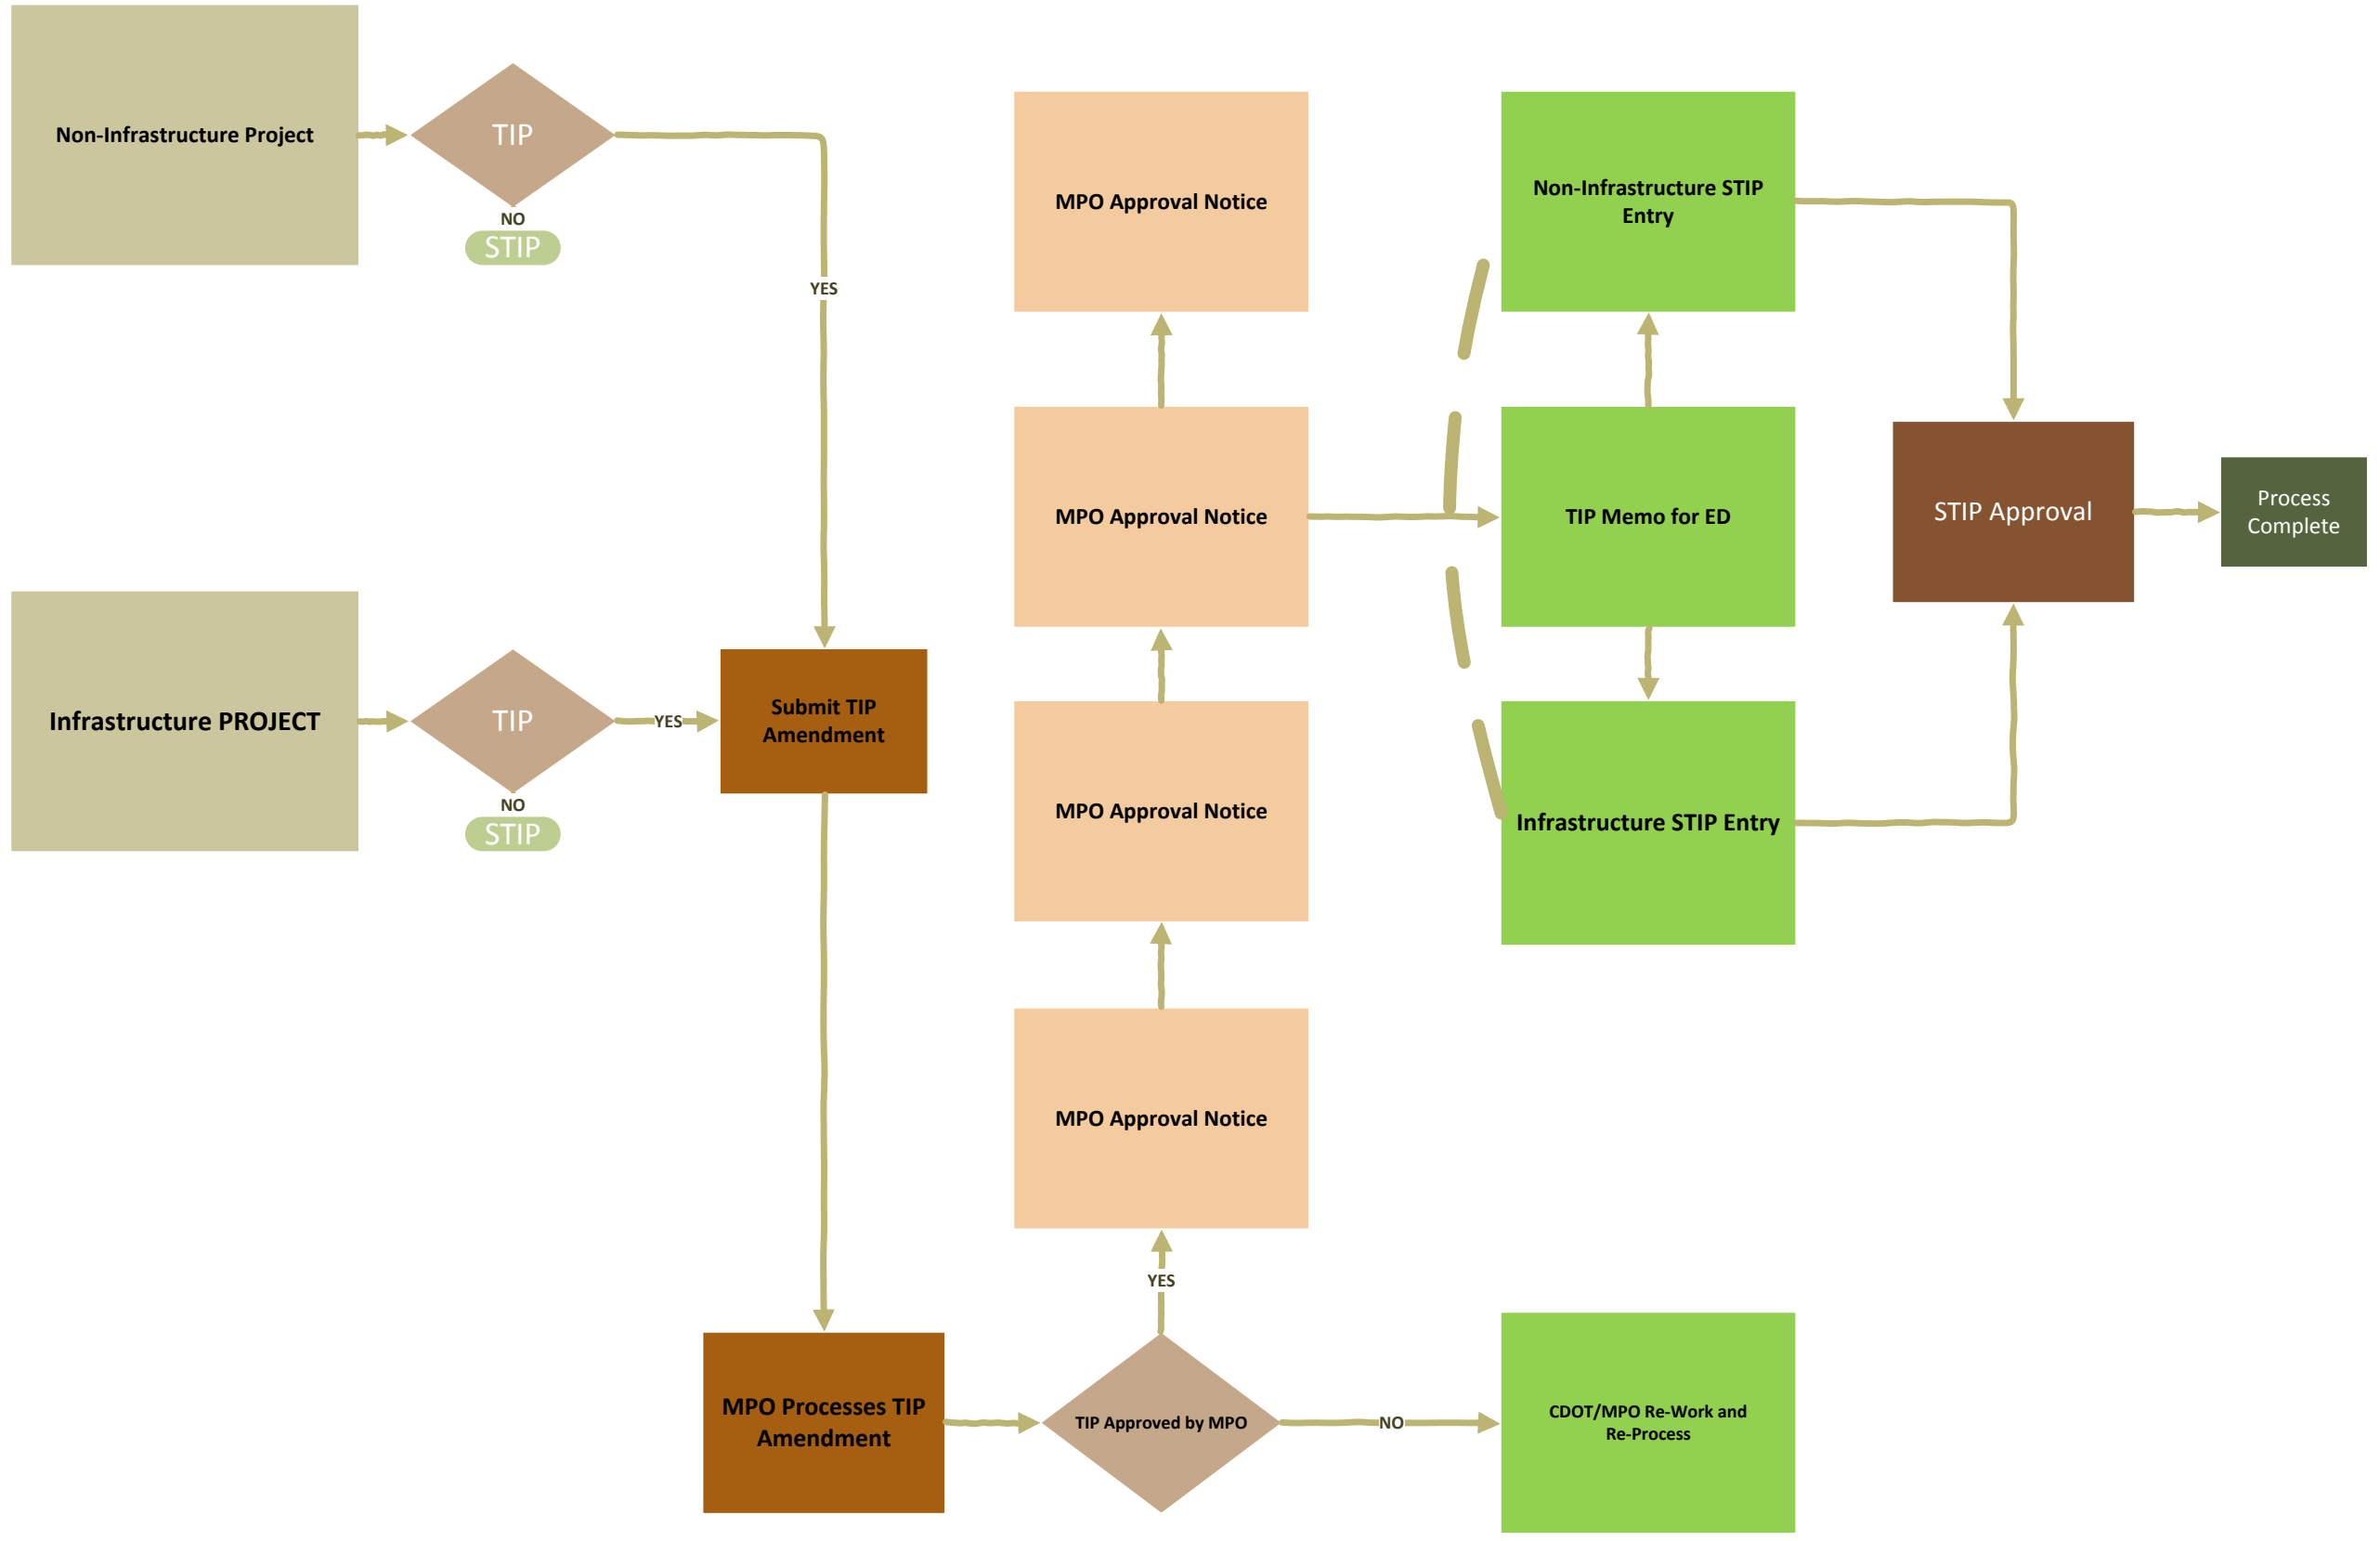 Non-Infrastructure Project
TIP
NO
STIP
YES
Infrastructure PROJECT
TIP
NO
STIP
YES
Submit TIP
Amendment
MPO Processes TIP
Amendment
TIP Approved by MPO
YES
NO
MPO Approval Notice
MPO Approval Notice
MPO Approval Notice
MPO Approval Notice
Non-Infrastructure STIP
Entry
TIP Memo for ED
Infrastructure STIP Entry
CDOT/MPO Re-Work and
Re-Process
STIP Approval
Process
Complete